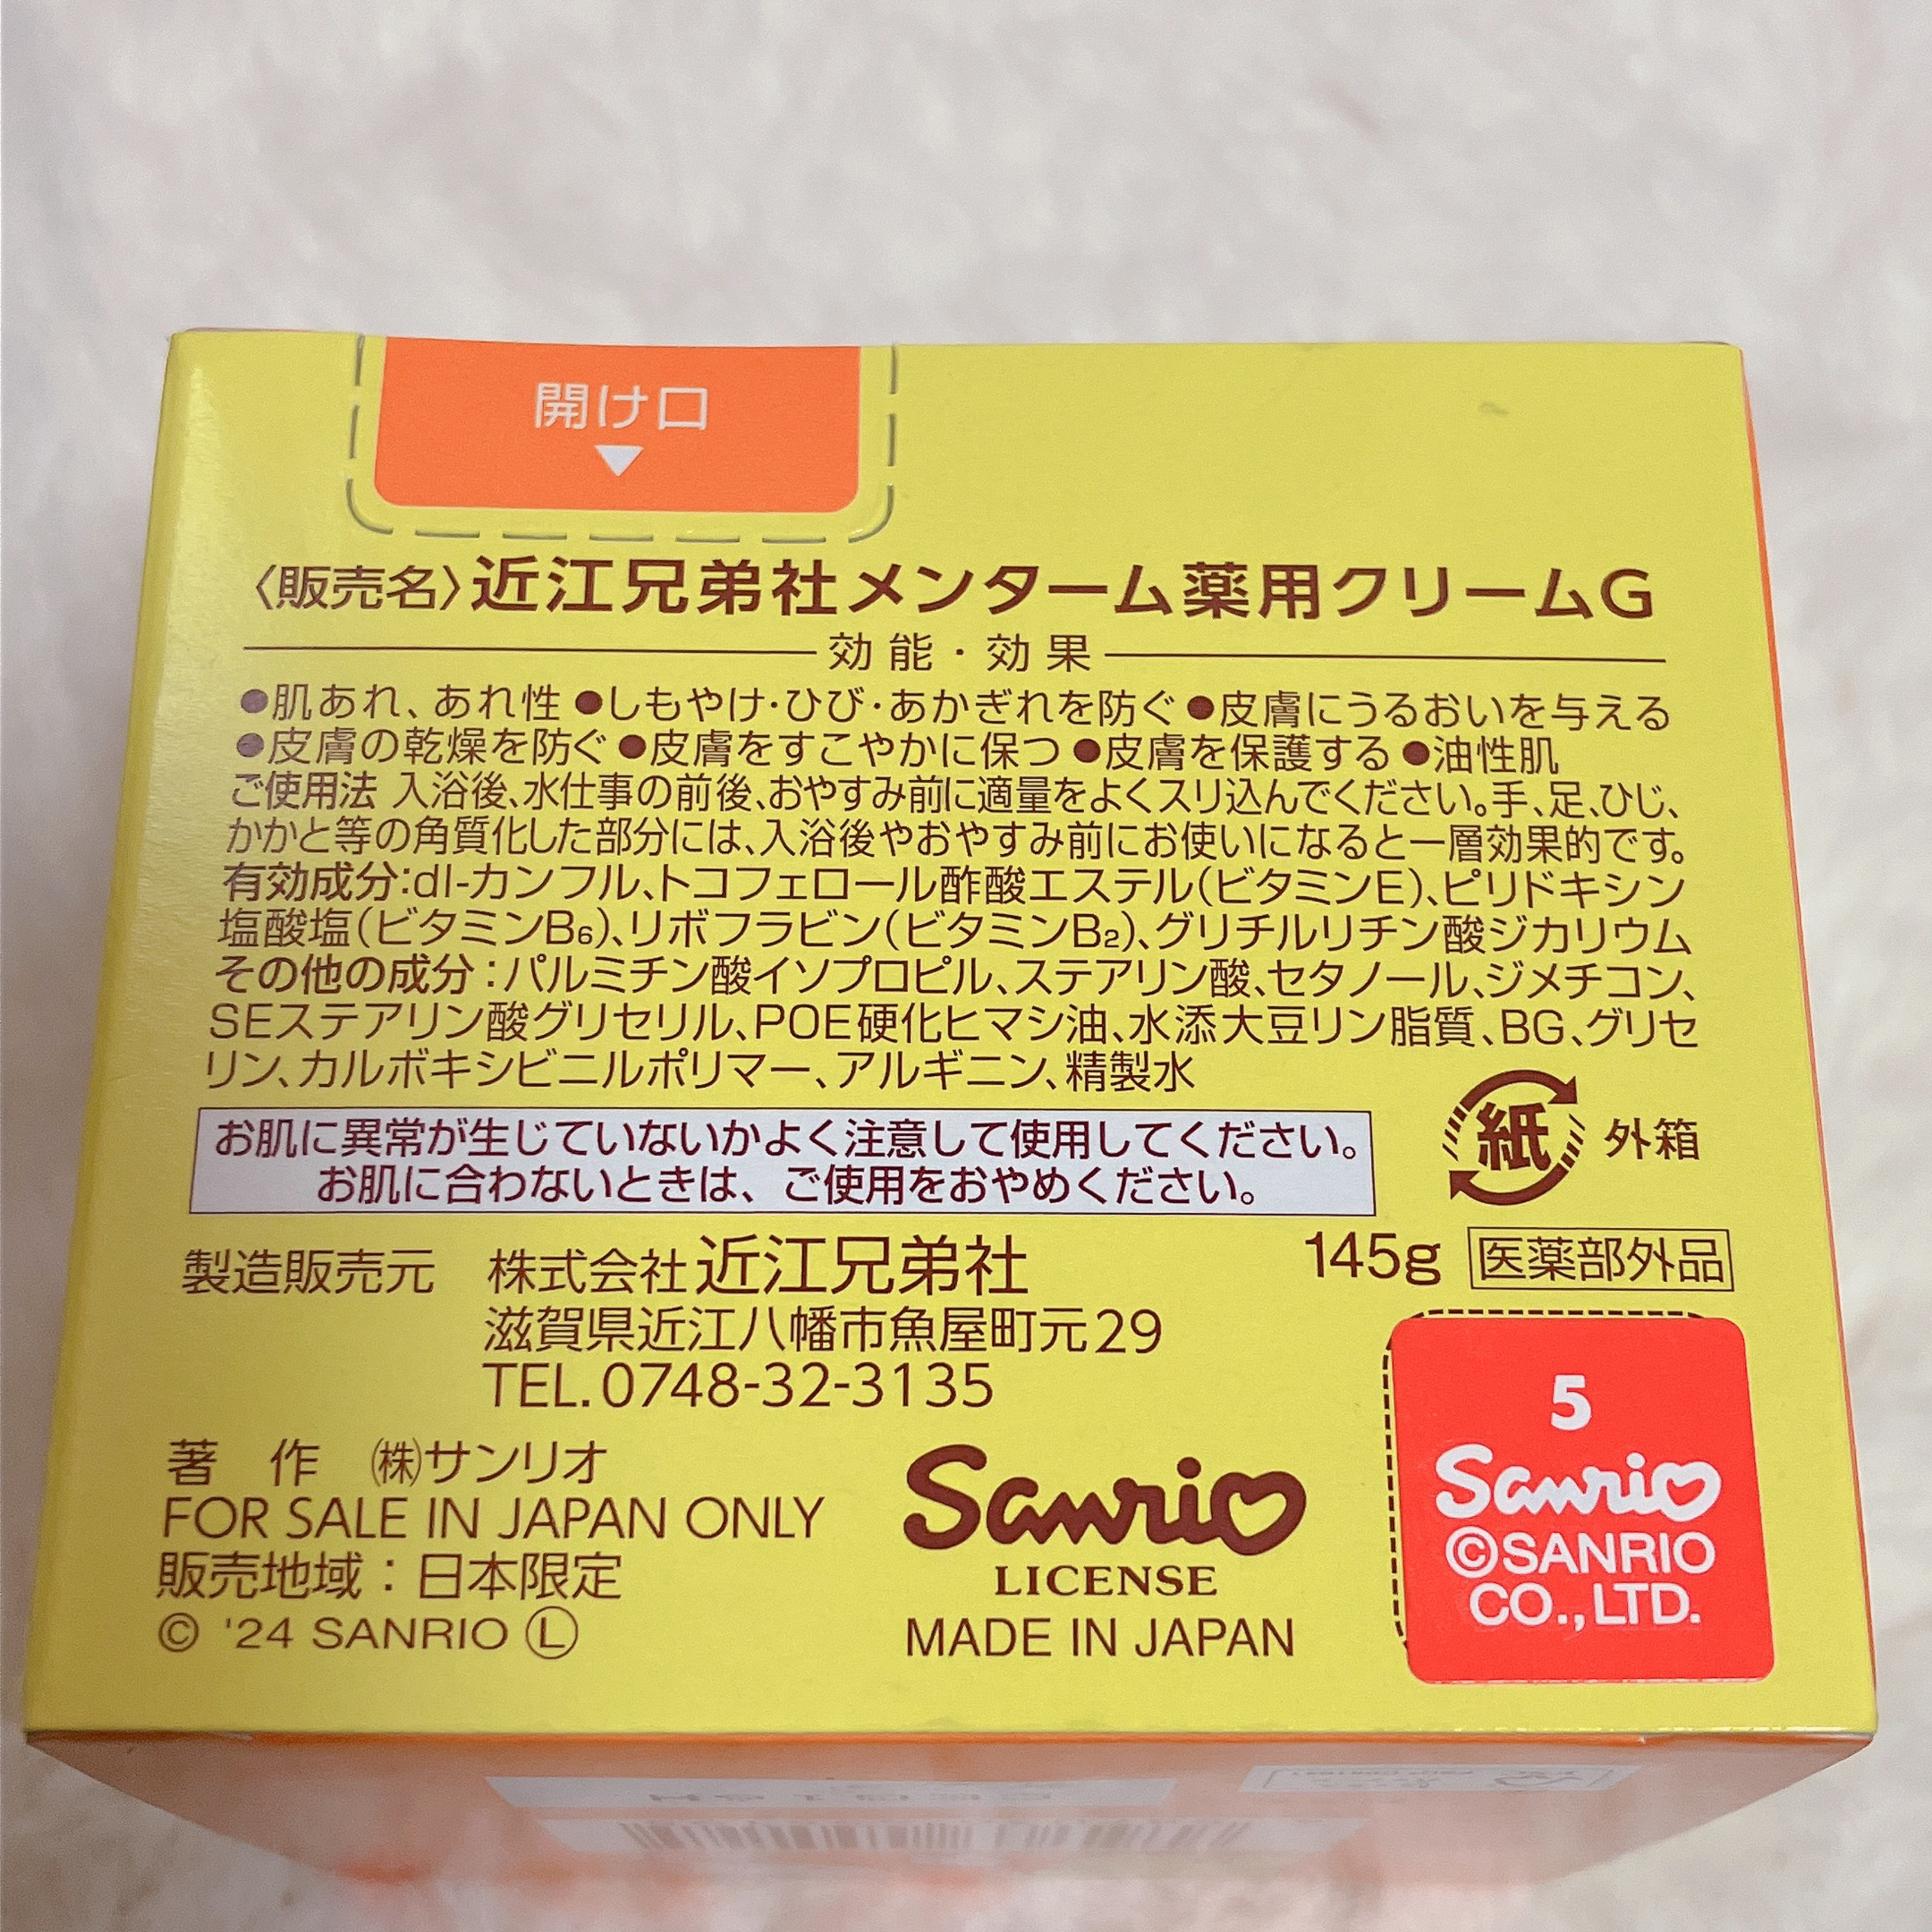 開け口
〈販売名〉近江兄弟社メンターム薬用クリームG
効能・効果
●肌あれ、あれ性 ●しもやけ・ひび・あかぎれを防ぐ ●皮膚にうるおいを与える
●皮膚の乾燥を防ぐ ●皮膚をすこやかに保つ ●皮膚を保護する ●油性肌
ご使用法 入浴後、水仕事の前後、おやすみ前に適量をよくスリ込んでください。手、足、ひじ、
かかと等の角質化した部分には、入浴後やおやすみ前にお使いになると一層効果的です。
有効成分：dl-カンフル、トコフェロール酢酸エステル（ビタミンE）、ピリドキシン
塩酸塩（ビタミンB₆）、リボフラビン（ビタミンB₂）、グリチルリチン酸ジカリウム
その他の成分：パルミチン酸イソプロピル、ステアリン酸、セタノール、ジメチコン、
SEステアリン酸グリセリル、POE硬化ヒマシ油、水添大豆リン脂質、BG、グリセ
リン、カルボキシビニルポリマー、アルギニン、精製水
お肌に異常が生じていないかよく注意して使用してください。
お肌に合わないときは、ご使用をおやめください。
紙 外箱
製造販売元 株式会社近江兄弟社
滋賀県近江八幡市魚屋町元29
TEL.0748-32-3135
145g 医薬部外品
著 作 ㈱サンリオ
FOR SALE IN JAPAN ONLY
販売地域：日本限定
© '24 SANRIO Ⓛ
Sanrio
LICENSE
MADE IN JAPAN
5
Sanrio
©SANRIO
CO., LTD.